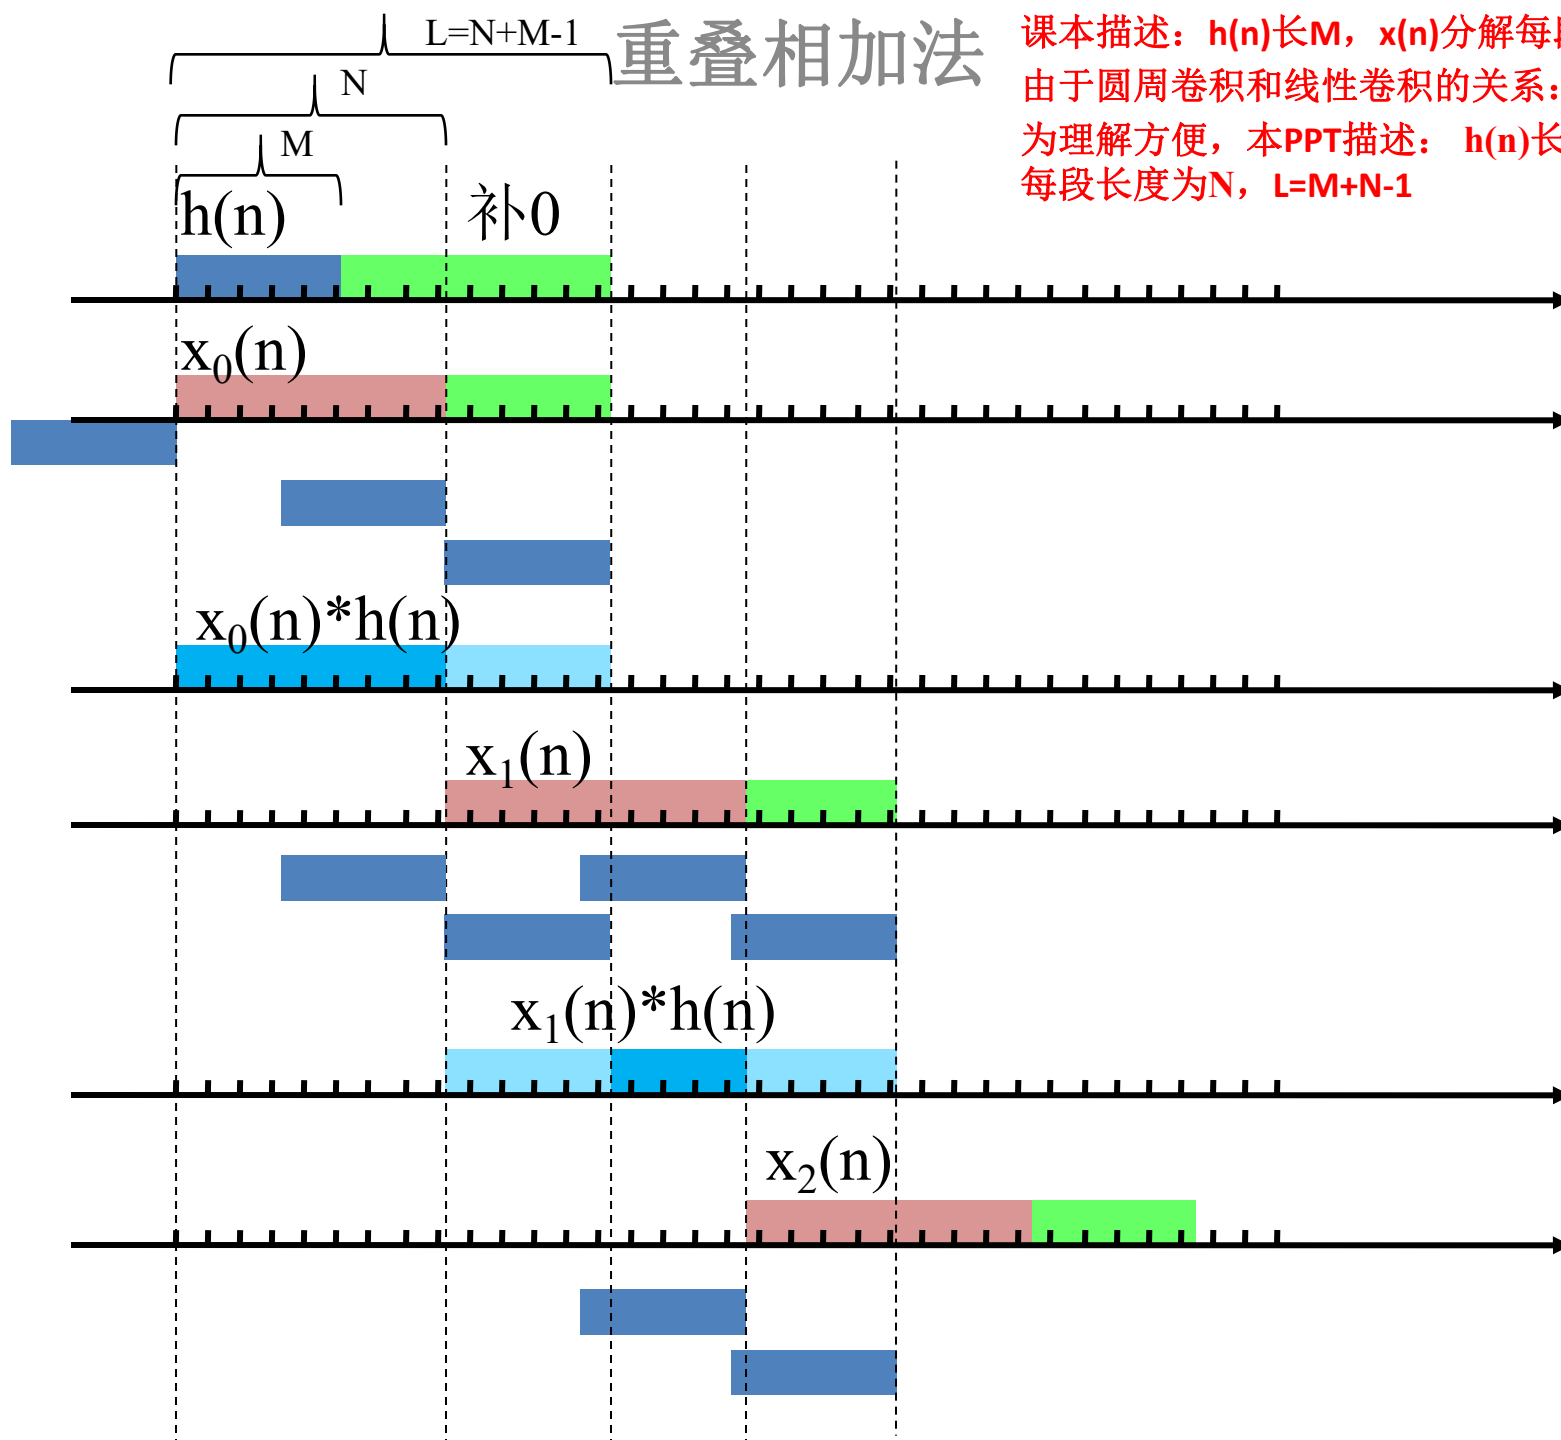 L=N+M-1
重叠相加法
N
M
课本描述：h(n)长M，x(n)分解每
由于圆周卷积和线性卷积的关系：
为理解方便，本PPT描述： h(n)长
每段长度为N，L=M+N-1
h(n)
补0
x₀(n)
x₀(n)*h(n)
x₁(n)
x₁(n)*h(n)
x₂(n)